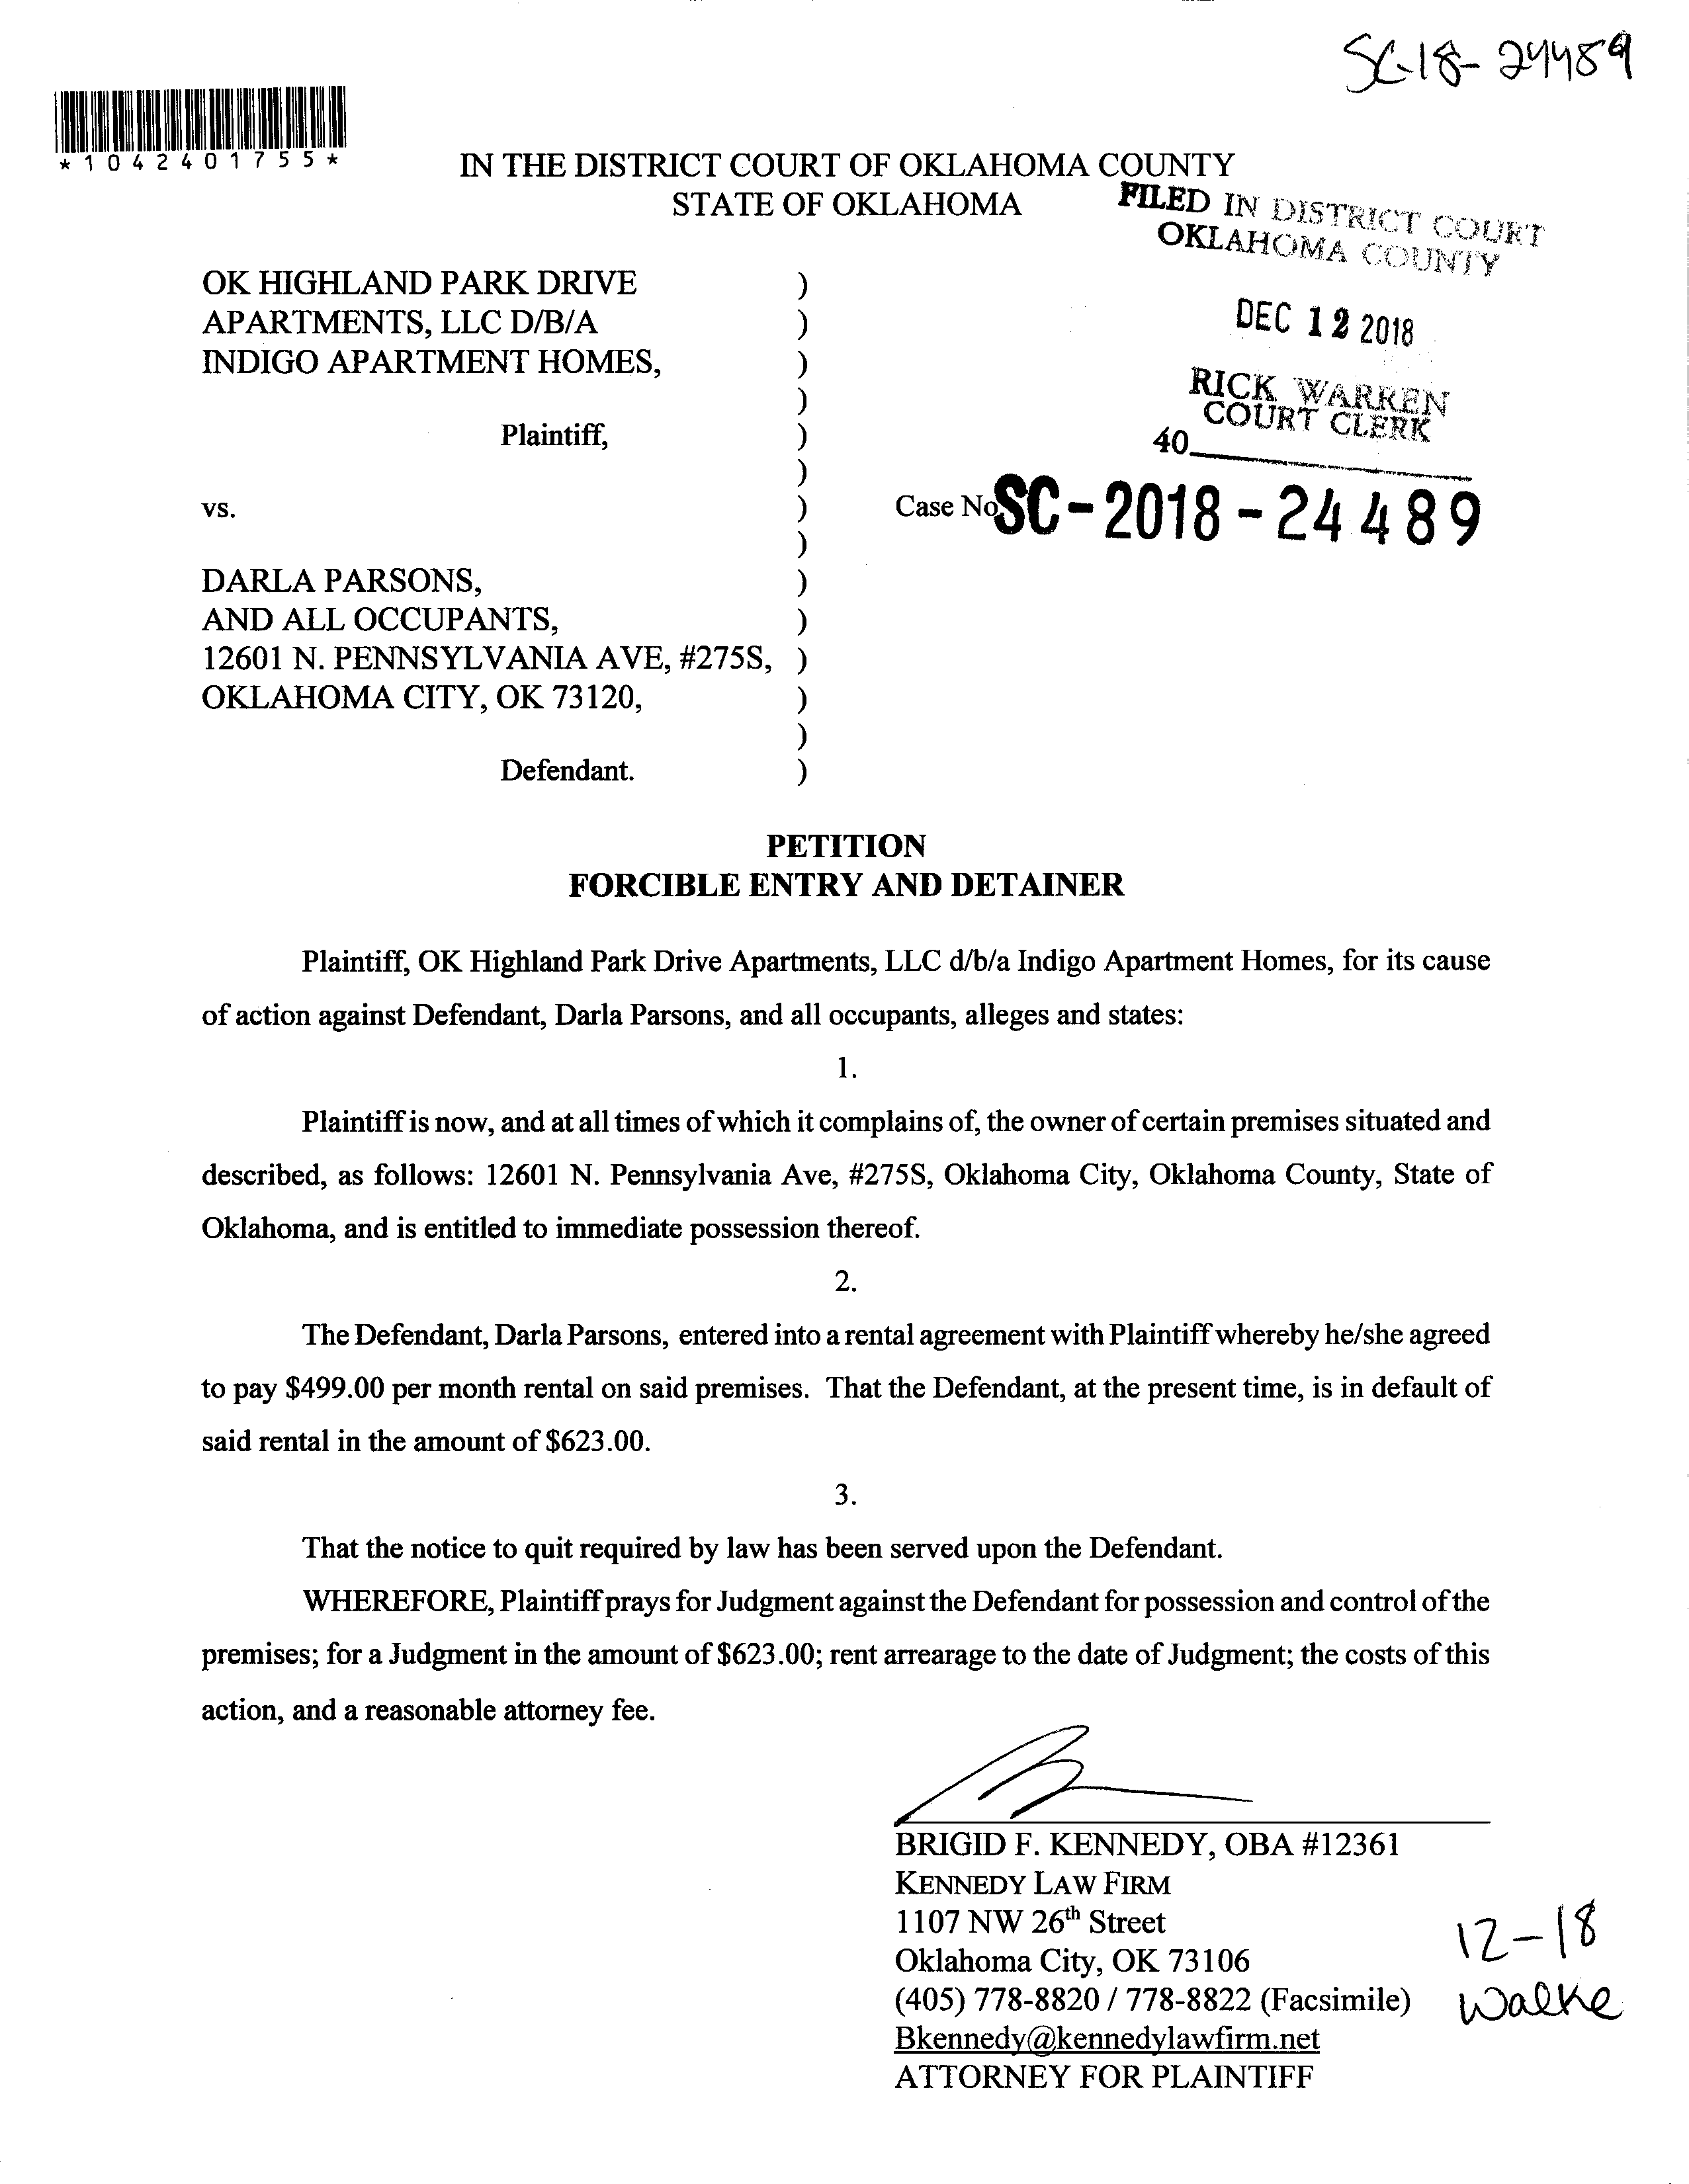 SC-18-24489
*1042401755*
IN THE DISTRICT COURT OF OKLAHOMA COUNTY
STATE OF OKLAHOMA
FILED IN DISTRICT COURT
OKLAHOMA COUNTY
DEC 12 2018
RICK WARREN
COURT CLERK
40
OK HIGHLAND PARK DRIVE )
APARTMENTS, LLC D/B/A )
INDIGO APARTMENT HOMES, )
)
Plaintiff, )
)
vs. ) Case No SC-2018-24489
)
DARLA PARSONS, )
AND ALL OCCUPANTS, )
12601 N. PENNSYLVANIA AVE, #275S, )
OKLAHOMA CITY, OK 73120, )
)
Defendant. )
PETITION
FORCIBLE ENTRY AND DETAINER
Plaintiff, OK Highland Park Drive Apartments, LLC d/b/a Indigo Apartment Homes, for its cause
of action against Defendant, Darla Parsons, and all occupants, alleges and states:
1.
Plaintiff is now, and at all times of which it complains of, the owner of certain premises situated and
described, as follows: 12601 N. Pennsylvania Ave, #275S, Oklahoma City, Oklahoma County, State of
Oklahoma, and is entitled to immediate possession thereof.
2.
The Defendant, Darla Parsons, entered into a rental agreement with Plaintiff whereby he/she agreed
to pay $499.00 per month rental on said premises. That the Defendant, at the present time, is in default of
said rental in the amount of $623.00.
3.
That the notice to quit required by law has been served upon the Defendant.
WHEREFORE, Plaintiff prays for Judgment against the Defendant for possession and control of the
premises; for a Judgment in the amount of $623.00; rent arrearage to the date of Judgment; the costs of this
action, and a reasonable attorney fee.
BRIGID F. KENNEDY, OBA #12361
KENNEDY LAW FIRM
1107 NW 26th Street
Oklahoma City, OK 73106
(405) 778-8820 / 778-8822 (Facsimile)
Bkennedy@kennedylawfirm.net
ATTORNEY FOR PLAINTIFF
12-18
Walke